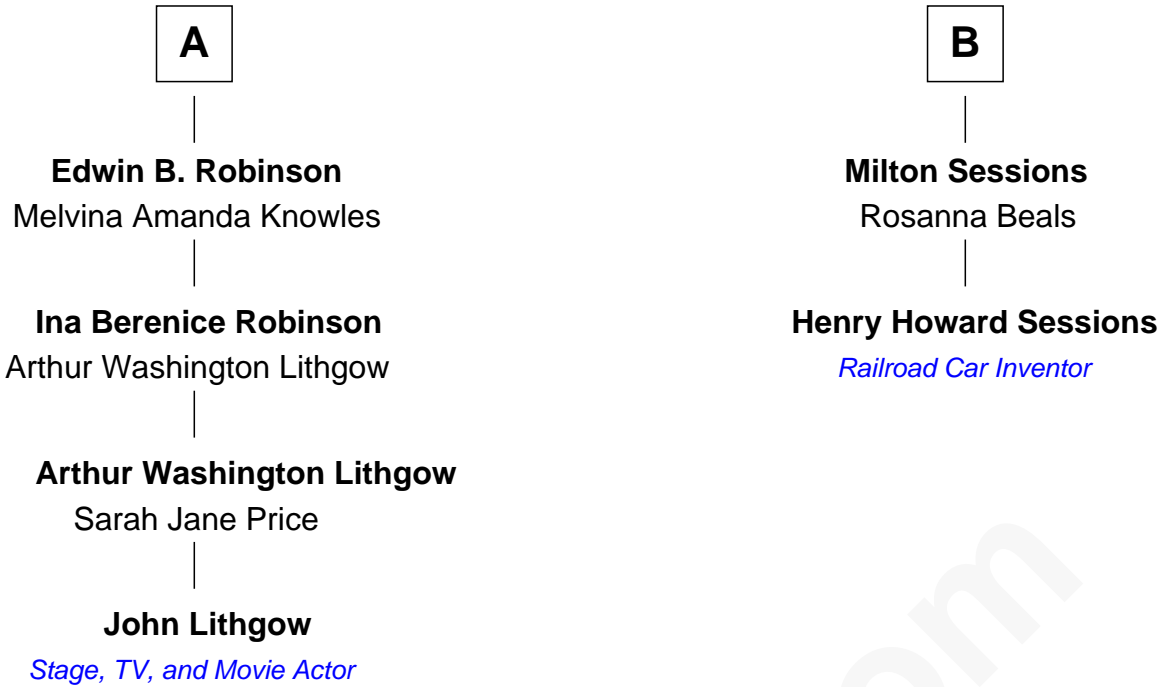 A
Edwin B. Robinson
Melvina Amanda Knowles
Ina Berenice Robinson
Arthur Washington Lithgow
Arthur Washington Lithgow
Sarah Jane Price
John Lithgow
Stage, TV, and Movie Actor
B
Milton Sessions
Rosanna Beals
Henry Howard Sessions
Railroad Car Inventor
om